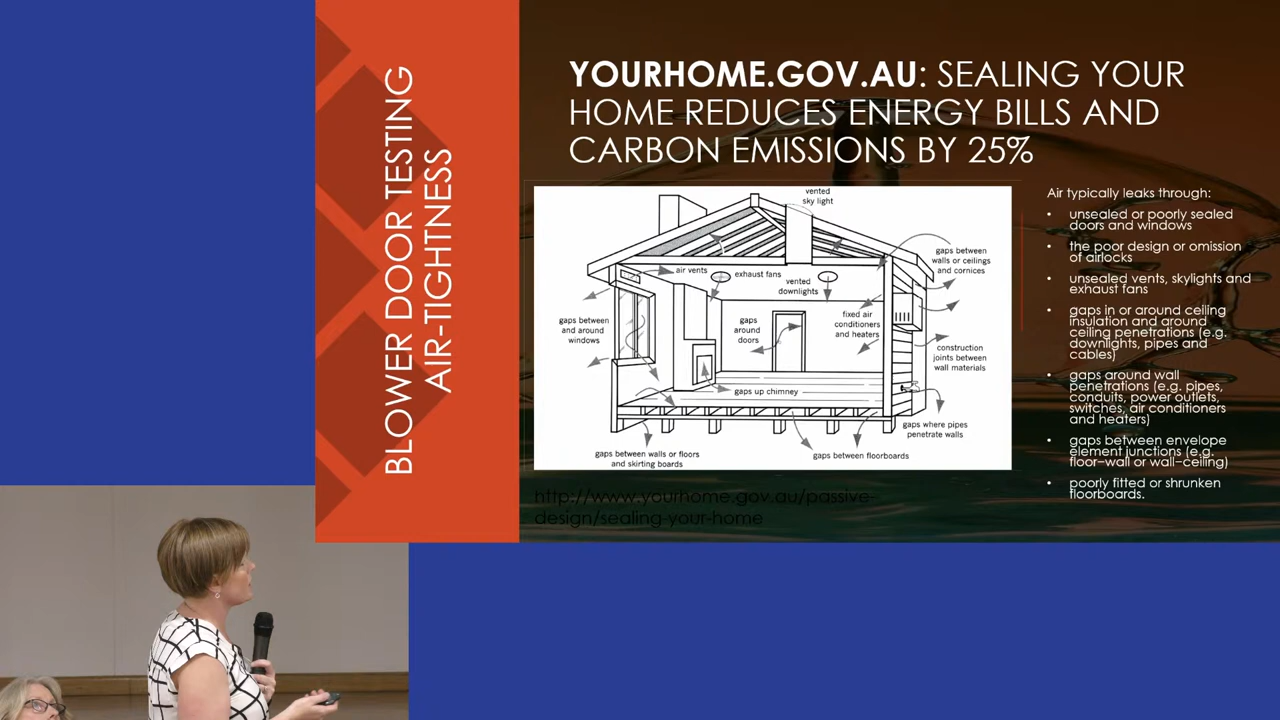 BLOWER DOOR TESTING
AIR-TIGHTNESS
YOURHOME.GOV.AU: SEALING YOUR
HOME REDUCES ENERGY BILLS AND
CARBON EMISSIONS BY 25%
vented
sky light
air vents
exhaust fans
vented
downlights
gaps between
walls or ceilings
and cornices
gaps between
and around
windows
gaps
around
doors
fixed air
conditioners
and heaters
construction
joints between
wall materials
gaps up chimney
gaps where pipes
penetrate walls
gaps between walls or floors
and skirting boards
gaps between floorboards
http://www.yourhome.gov.au/passive-
design/sealing-your-home
Air typically leaks through:
• unsealed or poorly sealed
doors and windows
• the poor design or omission
of airlocks
• unsealed vents, skylights and
exhaust fans
• gaps in or around ceiling
insulation and around
ceiling penetrations (e.g.
downlights, pipes and
cables)
• gaps around wall
penetrations (e.g. pipes,
conduits, power outlets,
switches, air conditioners
and heaters)
• gaps between envelope
element junctions (e.g.
floor–wall or wall–ceiling)
• poorly fitted or shrunken
floorboards.